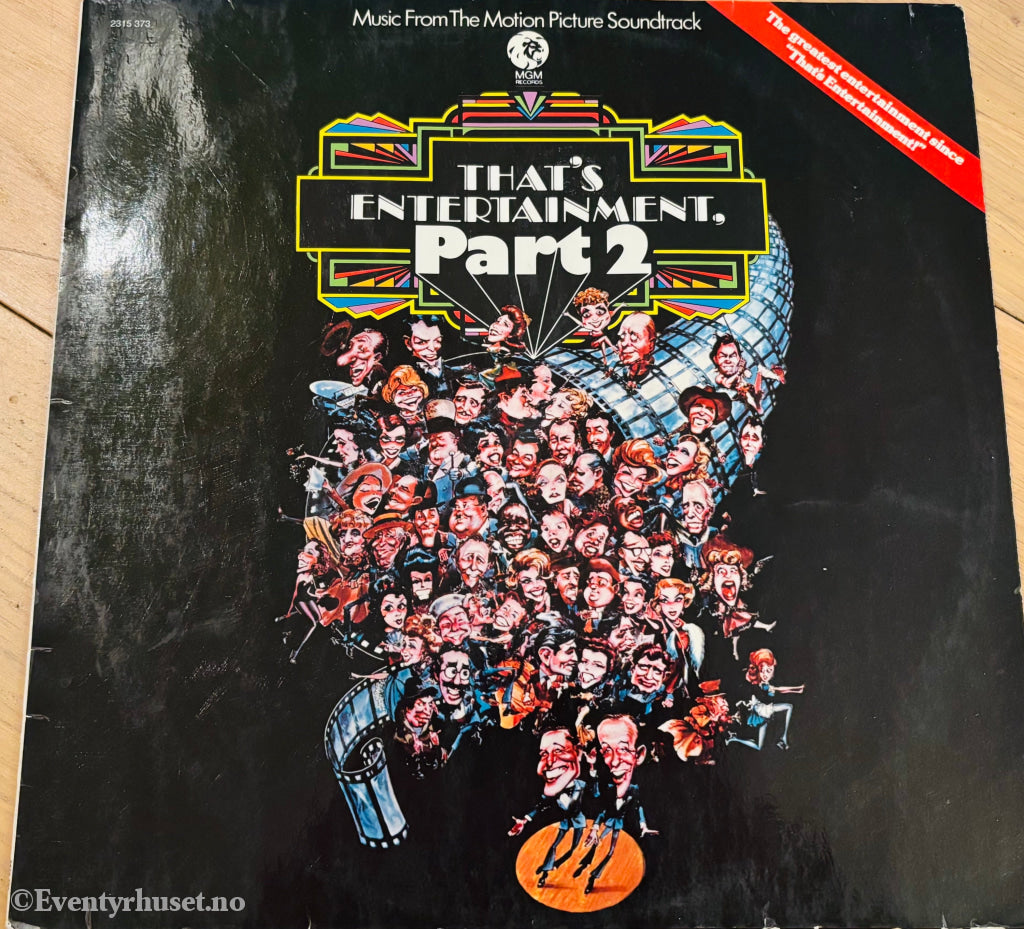 2315 373
Music From The Motion Picture Soundtrack
MGM
RECORDS
The greatest entertainment since
"That's Entertainment!"
THAT'S
ENTERTAINMENT,
Part 2
©Eventyrhuset.no